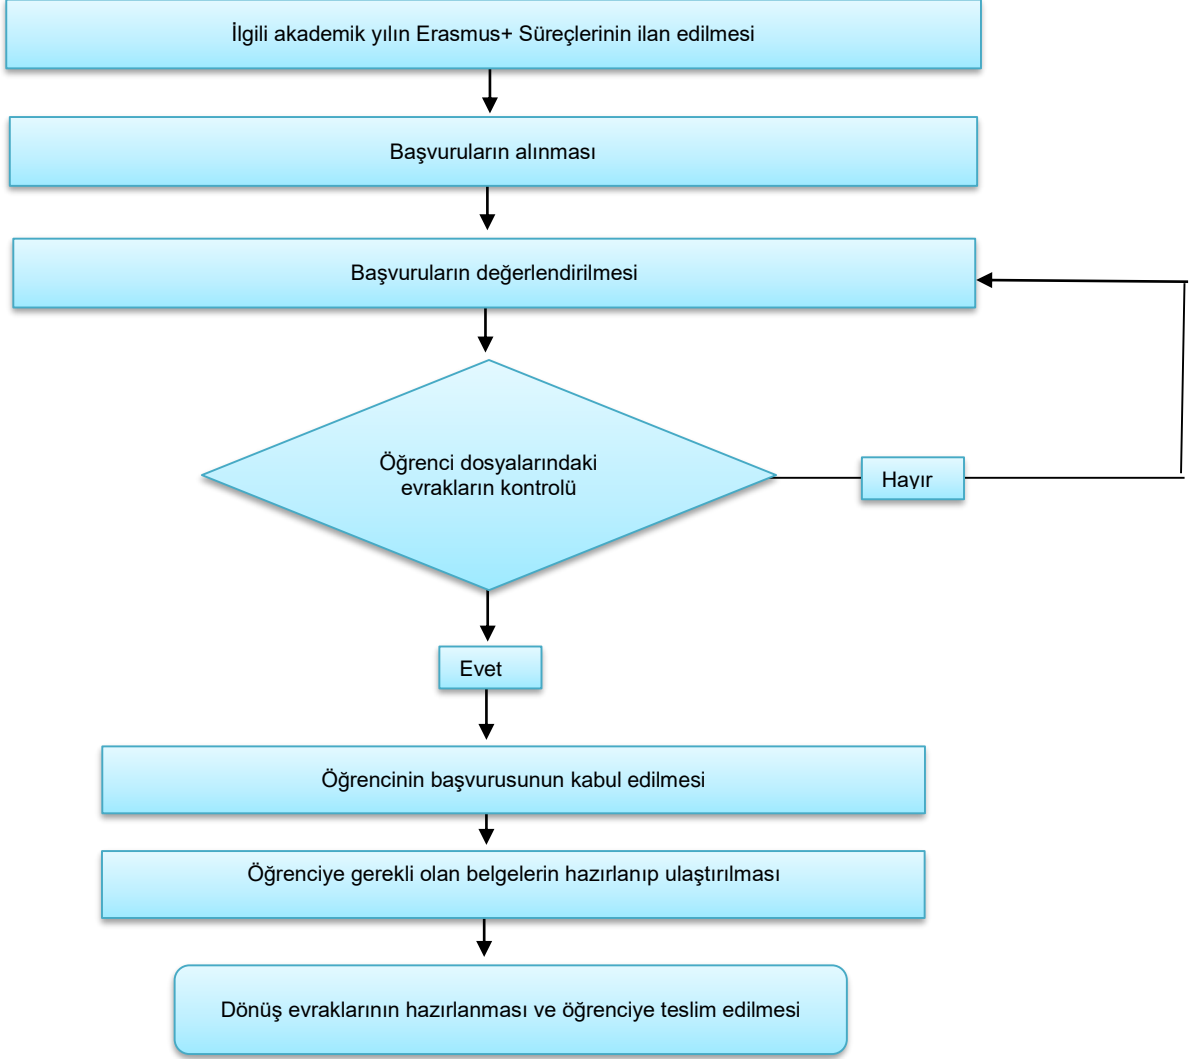 İlgili akademik yılın Erasmus+ Süreçlerinin ilan edilmesi
Başvuruların alınması
Başvuruların değerlendirilmesi
Öğrenci dosyalarındaki
evrakların kontrolü
Hayır
Evet
Öğrencinin başvurusunun kabul edilmesi
Öğrenciye gerekli olan belgelerin hazırlanıp ulaştırılması
Dönüş evraklarının hazırlanması ve öğrenciye teslim edilmesi